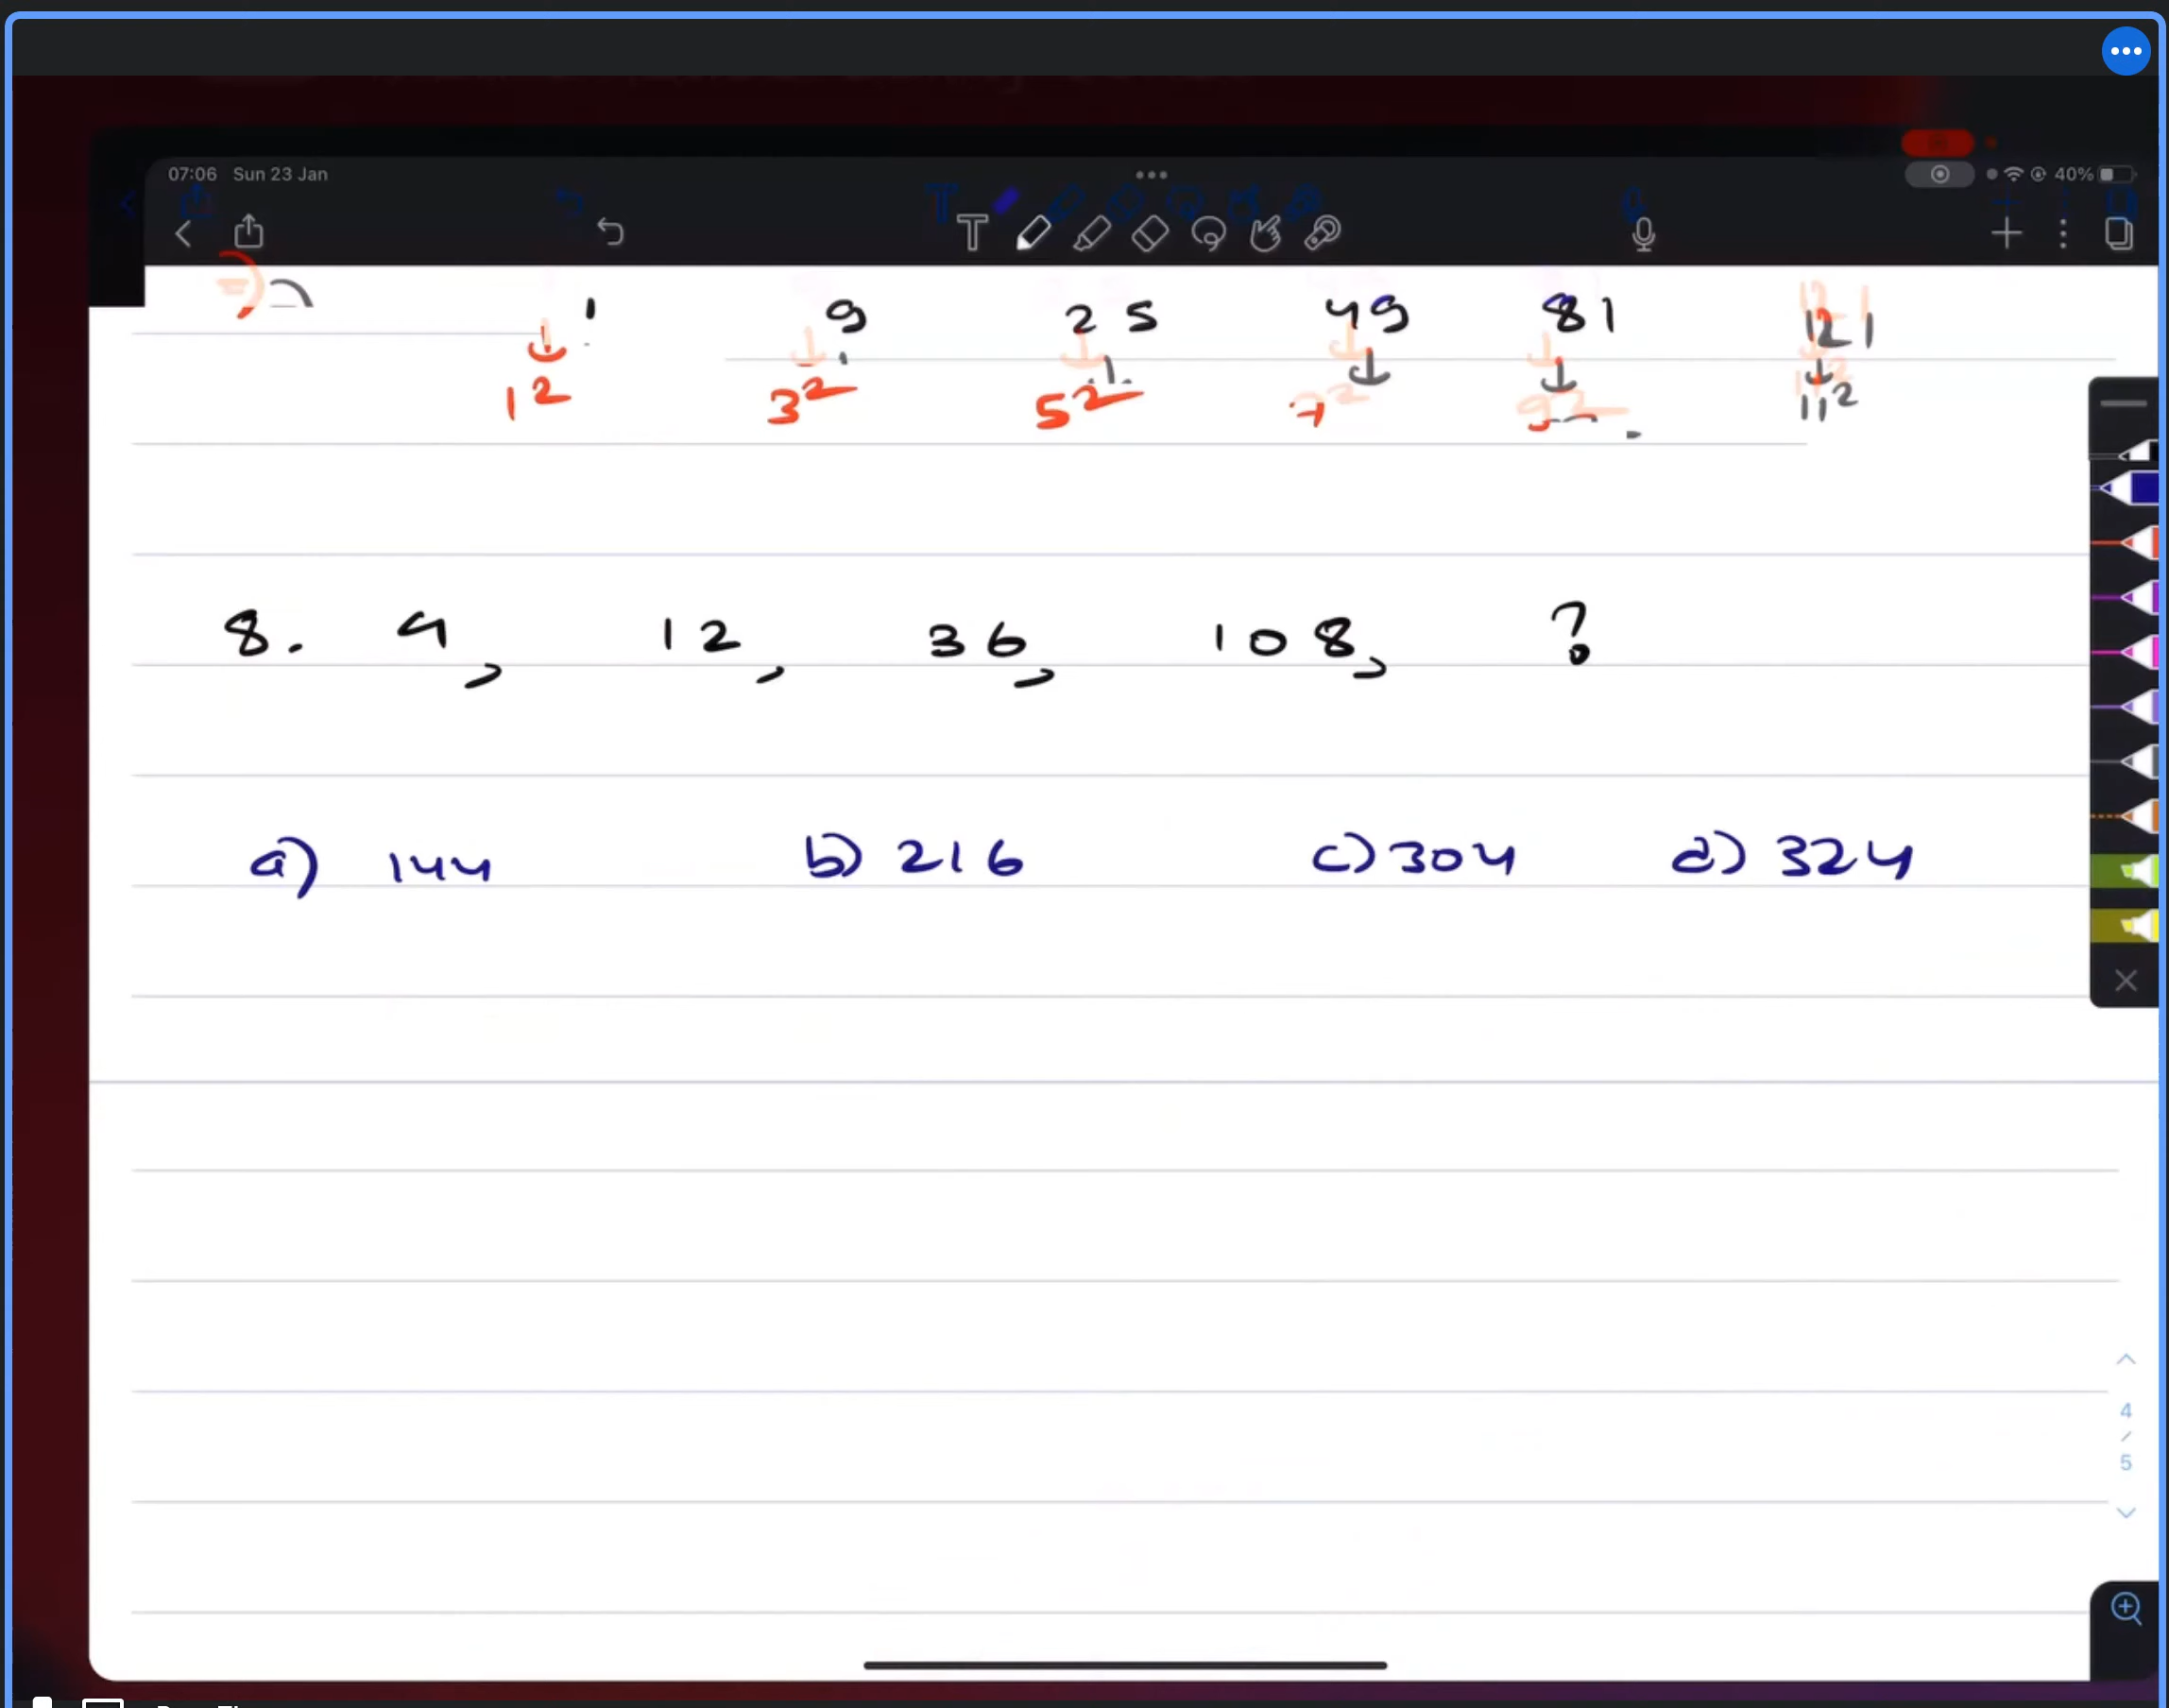 07:06 Sun 23 Jan
40%
T
1 9 25 49 81 121
1² 3² 5² 7² 9² 11²
8. 4, 12, 36, 108, ?
a) 144 b) 216 c) 304 d) 324
4
/
5